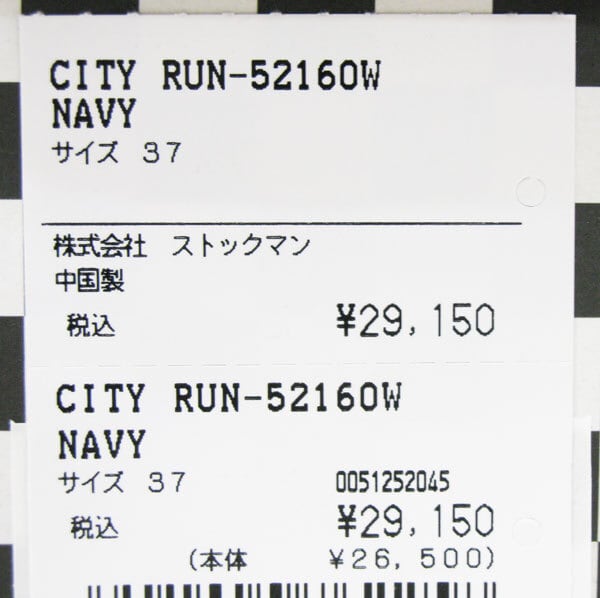 CITY RUN-52160W
NAVY
サイズ 37
株式会社 ストックマン
中国製
税込 ¥29,150
CITY RUN-52160W
NAVY
サイズ 37 0051252045
税込 ¥29,150
(本体 ¥26,500)